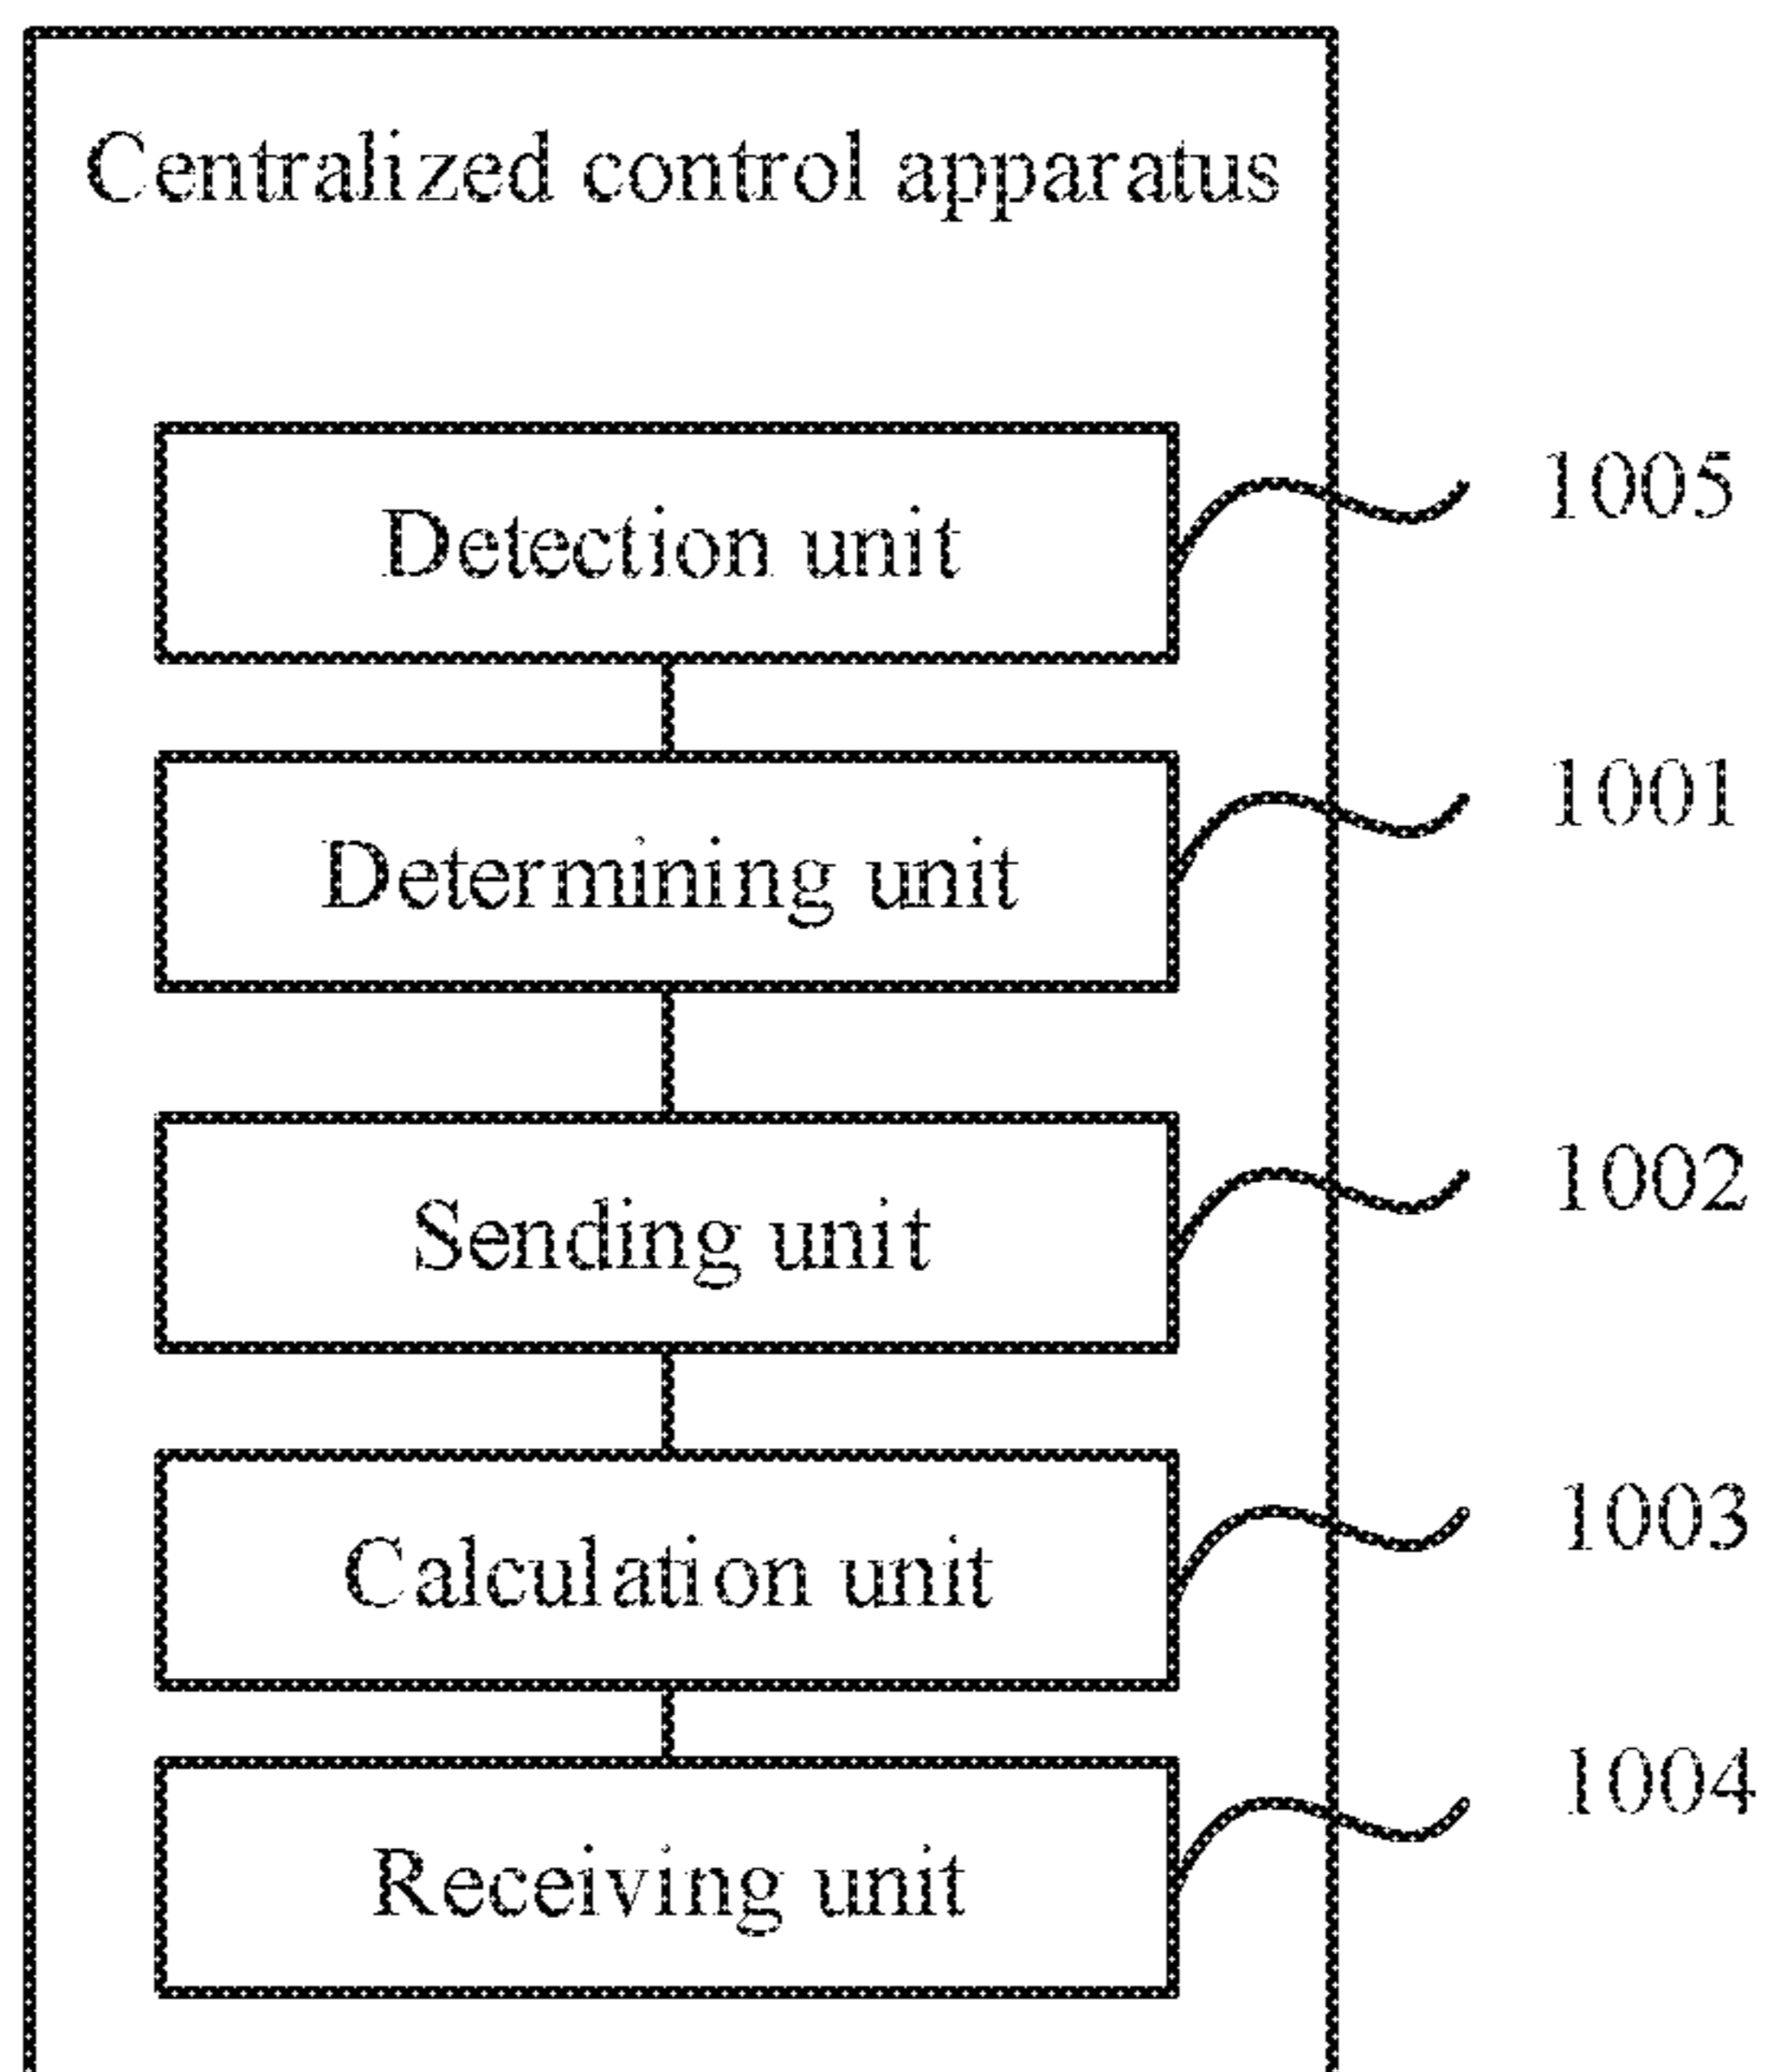 Centralized control apparatus
Detection unit
1005
Determining unit
1001
Sending unit
1002
Calculation unit
1003
Receiving unit
1004